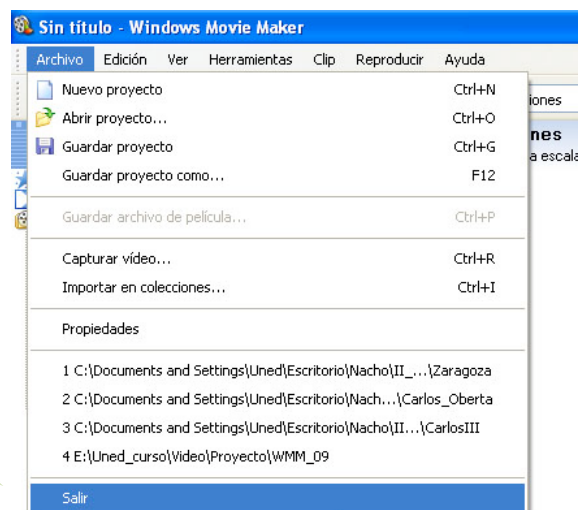 Sin título - Windows Movie Maker
Archivo Edición Ver Herramientas Clip Reproducir Ayuda
Nuevo proyecto Ctrl+N
iones
Abrir proyecto... Ctrl+O
nes
Guardar proyecto Ctrl+G
a escala
Guardar proyecto como... F12
Guardar archivo de película... Ctrl+P
Capturar vídeo... Ctrl+R
Importar en colecciones... Ctrl+I
Propiedades
1 C:\Documents and Settings\Uned\Escritorio\Nacho\II_...\Zaragoza
2 C:\Documents and Settings\Uned\Escritorio\Nach...\Carlos_Oberta
3 C:\Documents and Settings\Uned\Escritorio\Nacho\II...\CarlosIII
4 E:\Uned_curso\Video\Proyecto\WMM_09
Salir